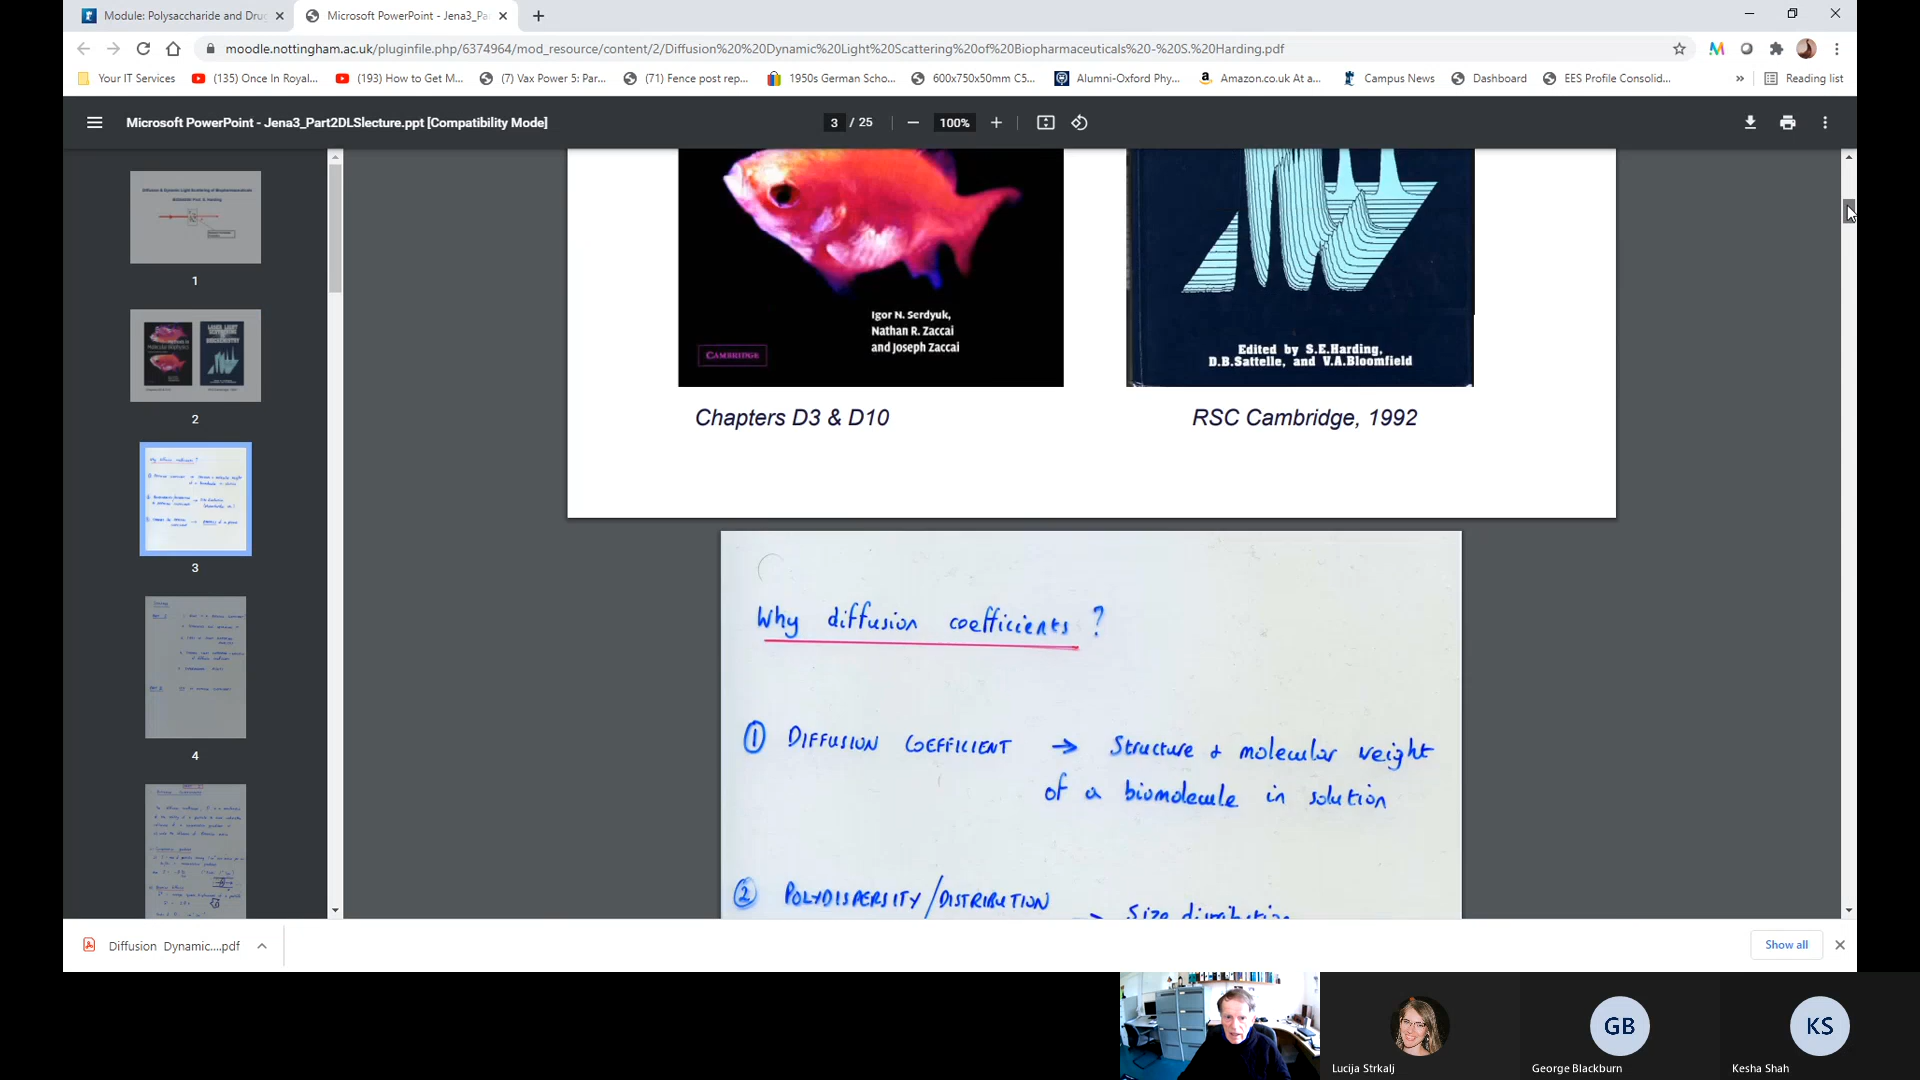 Module: Polysaccharide and Dru
Microsoft PowerPoint - Jena3_Pa
moodle.nottingham.ac.uk/pluginfile.php/6374964/mod_resource/content/2/Diffusion%20%20Dynamic%20Light%20Scattering%20of%20Biopharmaceuticals%20-%20S.%20Harding.pdf
Your IT Services
(135) Once In Royal...
(193) How to Get M...
(7) Vax Power 5: Par...
(71) Fence post rep...
1950s German Scho...
600x750x50mm C5...
Alumni-Oxford Phy...
Amazon.co.uk At a...
Campus News
Dashboard
EES Profile Consolid...
»
Reading list
Microsoft PowerPoint - Jena3_Part2DLSlecture.ppt [Compatibility Mode]
3 / 25
100%
1
2
3
4
Igor N. Serdyuk,
Nathan R. Zaccai
and Joseph Zaccai
CAMBRIDGE
Edited by S.E.Harding,
D.B.Sattelle, and V.A.Bloomfield
Chapters D3 & D10
RSC Cambridge, 1992
Why diffusion coefficients ?
① DIFFUSION COEFFICIENT → Structure + molecular weight
of a biomolecule in solution
② POLYDISPERSITY/DISTRIBUTION → Size distribution
Diffusion Dynamic....pdf
Show all
GB
KS
Lucija Strkalj
George Blackburn
Kesha Shah